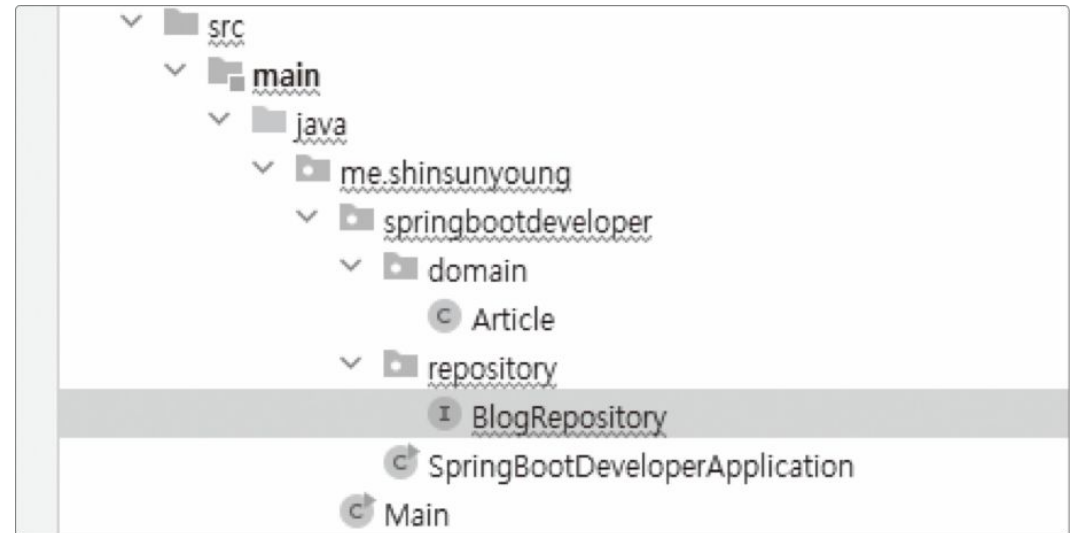 src
main
java
me.shinsunyoung
springbootdeveloper
domain
C Article
repository
I BlogRepository
C SpringBootDeveloperApplication
C Main